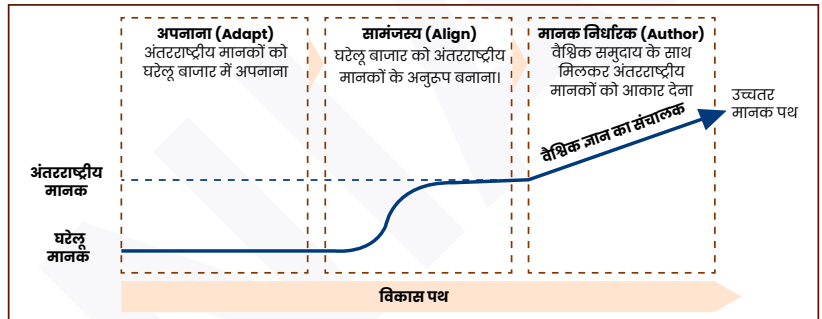 अपनाना (Adapt)
अंतरराष्ट्रीय मानकों को
घरेलू बाजार में अपनाना
सामंजस्य (Align)
घरेलू बाजार को अंतरराष्ट्रीय
मानकों के अनुरूप बनाना।
मानक निर्धारक (Author)
वैश्विक समुदाय के साथ
मिलकर अंतरराष्ट्रीय
मानकों को आकार देना
उच्चतर
मानक पथ
वैश्विक ज्ञान का संचालक
अंतरराष्ट्रीय
मानक
घरेलू
मानक
विकास पथ